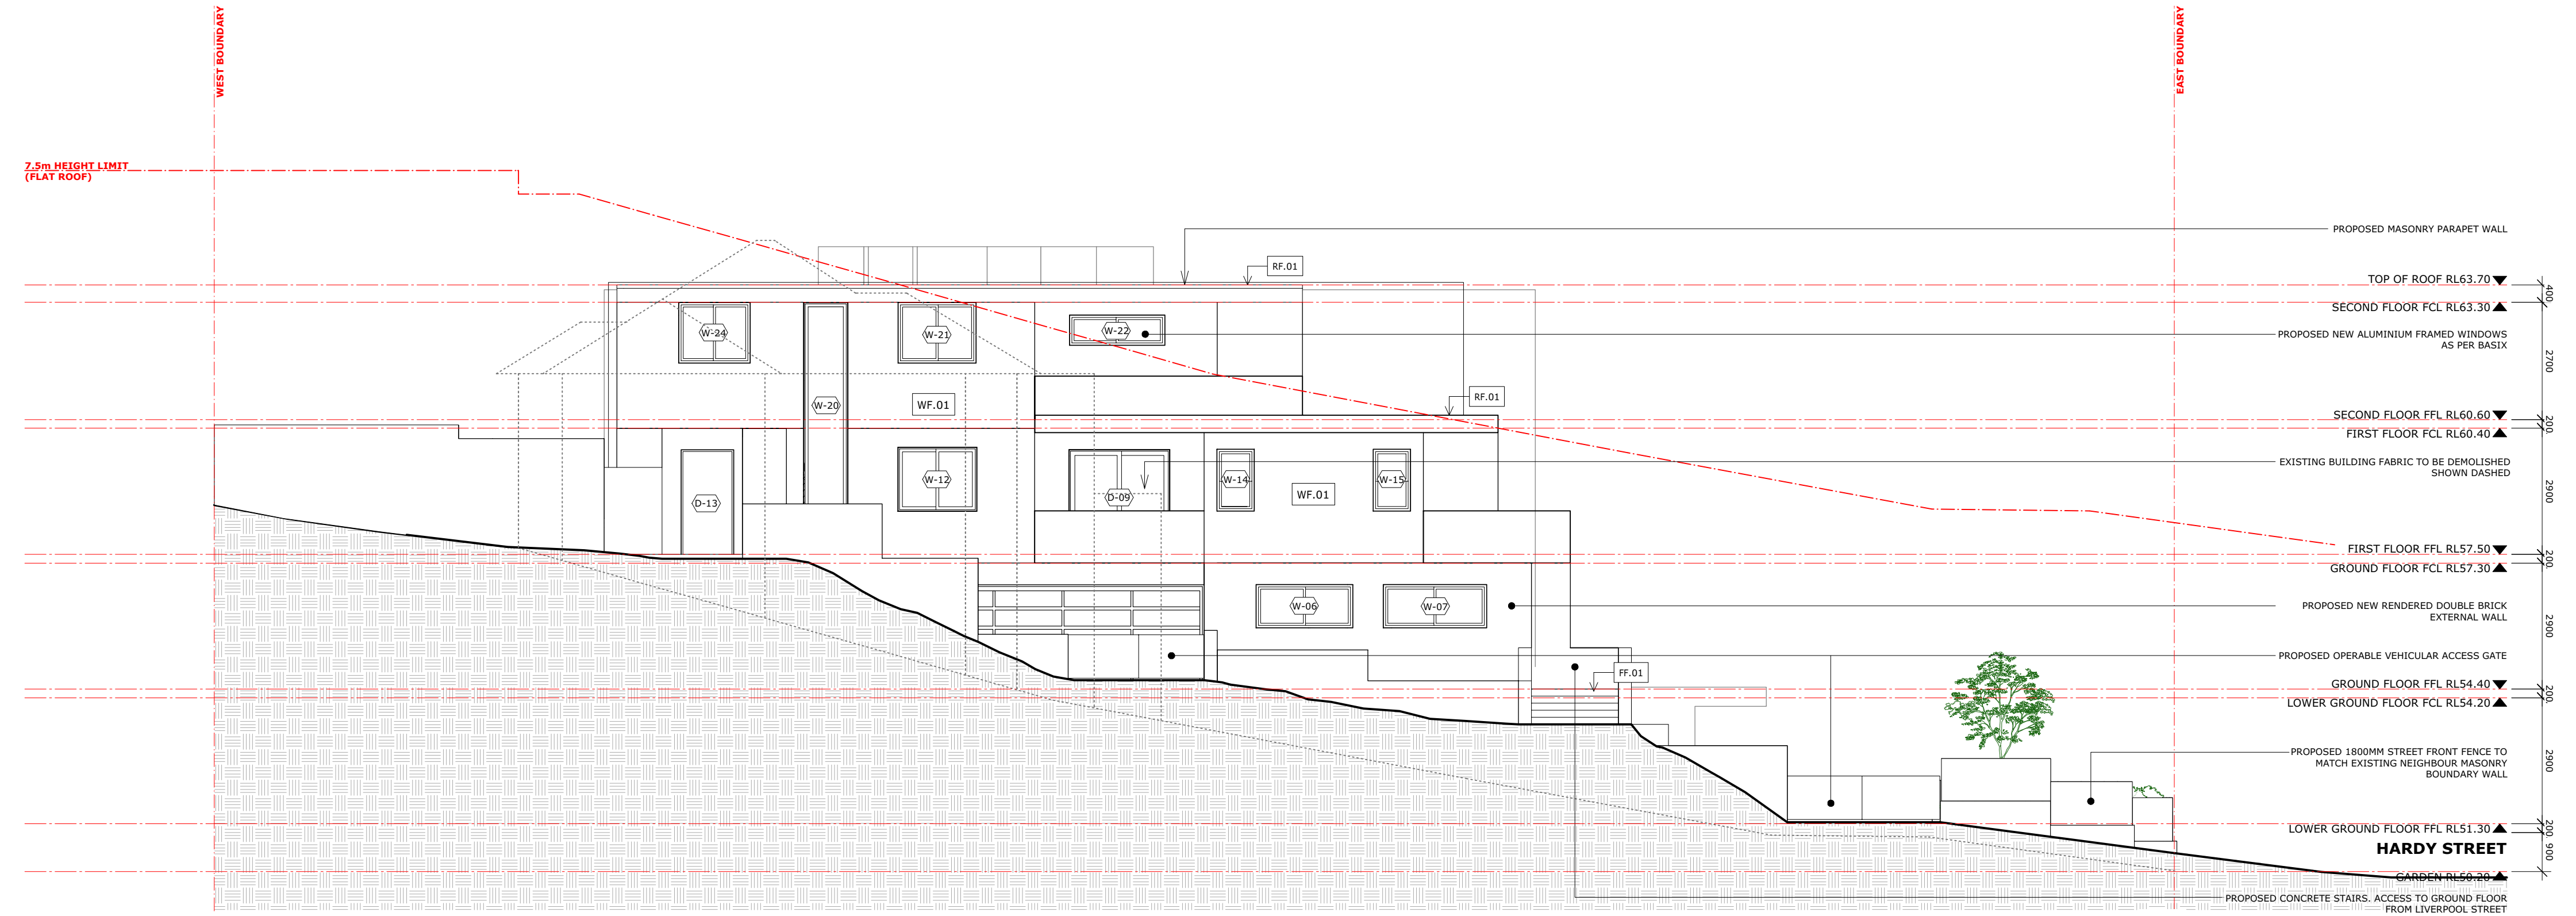 WEST BOUNDARY
EAST BOUNDARY
7.5m HEIGHT LIMIT
(FLAT ROOF)
PROPOSED MASONRY PARAPET WALL
RF.01
TOP OF ROOF RL63.70
400
SECOND FLOOR FCL RL63.30
W-24
W-21
W-22
PROPOSED NEW ALUMINIUM FRAMED WINDOWS
AS PER BASIX
2700
RF.01
W-20
WF.01
SECOND FLOOR FFL RL60.60
200
FIRST FLOOR FCL RL60.40
EXISTING BUILDING FABRIC TO BE DEMOLISHED
SHOWN DASHED
W-12
W-14
W-15
D-13
D-09
WF.01
2900
FIRST FLOOR FFL RL57.50
200
GROUND FLOOR FCL RL57.30
W-06
W-07
PROPOSED NEW RENDERED DOUBLE BRICK
EXTERNAL WALL
2900
PROPOSED OPERABLE VEHICULAR ACCESS GATE
FF.01
GROUND FLOOR FFL RL54.40
200
LOWER GROUND FLOOR FCL RL54.20
PROPOSED 1800MM STREET FRONT FENCE TO
MATCH EXISTING NEIGHBOUR MASONRY
BOUNDARY WALL
2900
LOWER GROUND FLOOR FFL RL51.30
200
HARDY STREET
900
GARDEN RL50.20
PROPOSED CONCRETE STAIRS. ACCESS TO GROUND FLOOR
FROM LIVERPOOL STREET